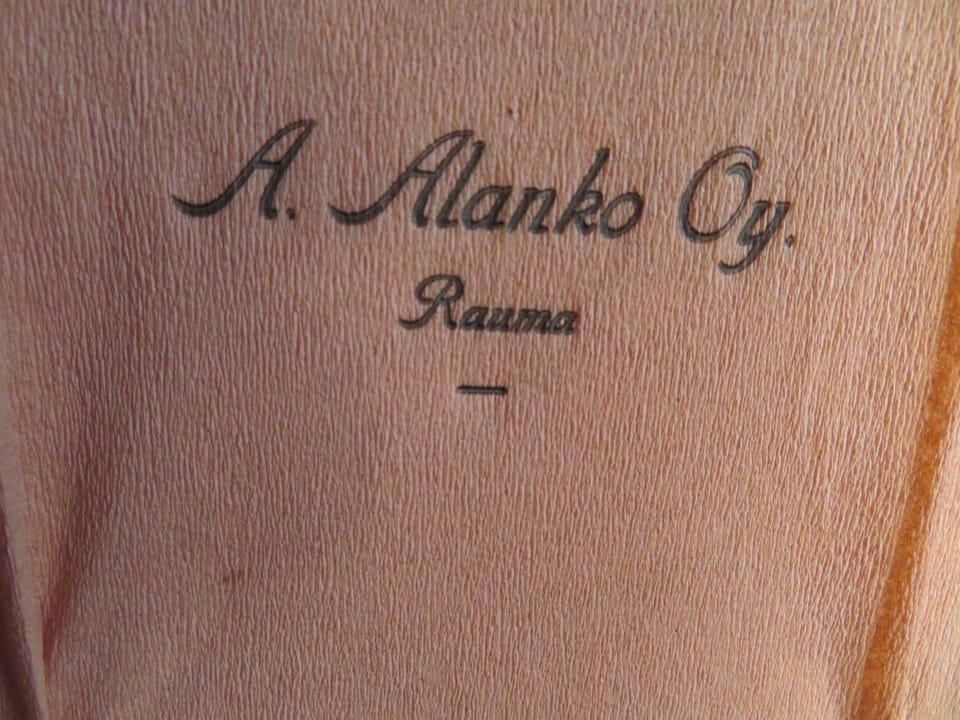 A. Alanko Oy.
Rauma
—